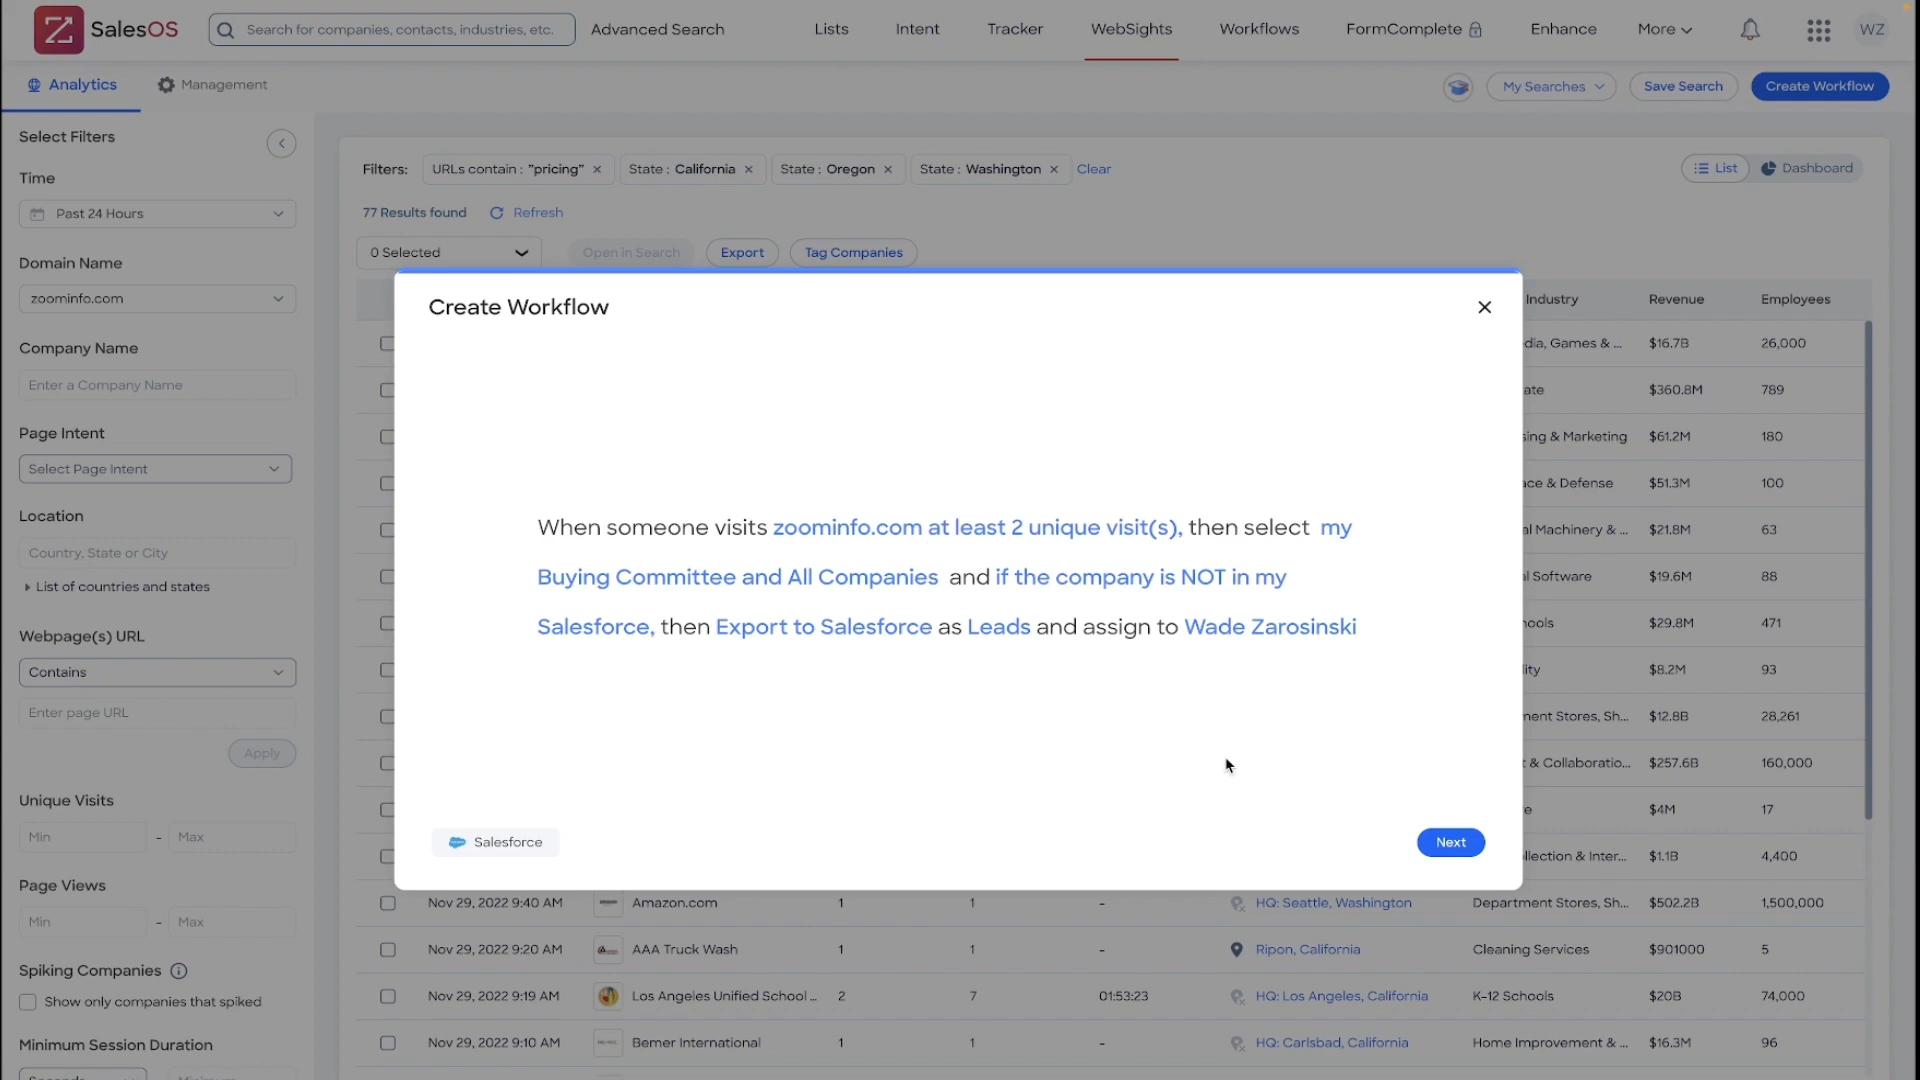 SalesOS
Search for companies, contacts, industries, etc.
Advanced Search
Lists
Intent
Tracker
WebSights
Workflows
FormComplete
Enhance
More
WZ
Analytics
Management
My Searches
Save Search
Create Workflow
Select Filters
Time
Past 24 Hours
Domain Name
zoominfo.com
Company Name
Enter a Company Name
Page Intent
Select Page Intent
Location
Country, State or City
List of countries and states
Webpage(s) URL
Contains
Enter page URL
Apply
Unique Visits
Min - Max
Page Views
Min - Max
Spiking Companies
Show only companies that spiked
Minimum Session Duration
Filters: URLs contain : "pricing" × State : California × State : Oregon × State : Washington × Clear
List
Dashboard
77 Results found
Refresh
0 Selected
Open in Search
Export
Tag Companies
Industry Revenue Employees
dia, Games & ... $16.7B 26,000
ate $360.8M 789
sing & Marketing $61.2M 180
ace & Defense $51.3M 100
al Machinery & ... $21.8M 63
al Software $19.6M 88
hools $29.8M 471
ity $8.2M 93
ment Stores, Sh... $12.8B 28,261
t & Collaboratio... $257.6B 160,000
e $4M 17
llection & Inter... $1.1B 4,400
Create Workflow
When someone visits zoominfo.com at least 2 unique visit(s), then select my
Buying Committee and All Companies and if the company is NOT in my
Salesforce, then Export to Salesforce as Leads and assign to Wade Zarosinski
Salesforce
Next
Nov 29, 2022 9:40 AM Amazon.com 1 1 - HQ: Seattle, Washington Department Stores, Sh... $502.2B 1,500,000
Nov 29, 2022 9:20 AM AAA Truck Wash 1 1 - Ripon, California Cleaning Services $901000 5
Nov 29, 2022 9:19 AM Los Angeles Unified School ... 2 7 01:53:23 HQ: Los Angeles, California K-12 Schools $20B 74,000
Nov 29, 2022 9:10 AM Bemer International 1 1 - HQ: Carlsbad, California Home Improvement & ... $16.3M 96